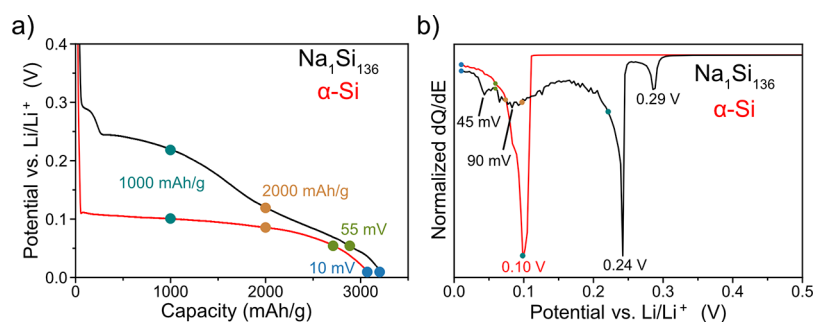 a)
Na₁Si₁₃₆
α-Si
1000 mAh/g
2000 mAh/g
55 mV
10 mV
0.4
0.3
0.2
0.1
0.0
0
1000
2000
3000
Potential vs. Li/Li⁺ (V)
Capacity (mAh/g)
b)
Na₁Si₁₃₆
α-Si
0.29 V
45 mV
90 mV
0.10 V
0.24 V
0.0
0.1
0.2
0.3
0.4
0.5
Normalized dQ/dE
Potential vs. Li/Li⁺ (V)